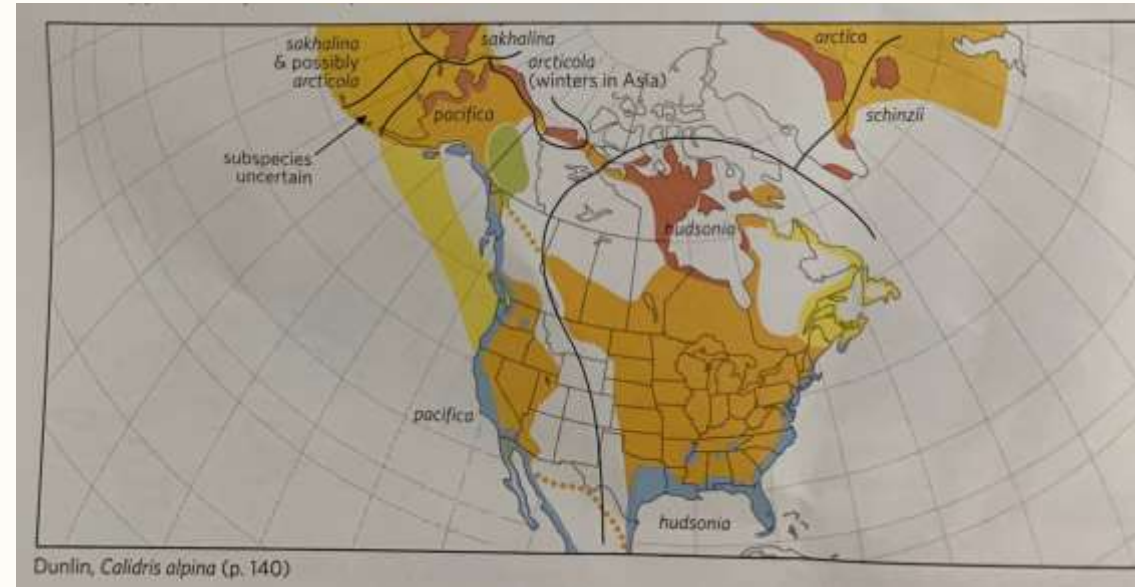 sakhalina
& possibly
arcticola
sakhalina
arcticola
(winters in Asia)
arctica
pacifica
schinzii
subspecies
uncertain
hudsonia
pacifica
hudsonia
Dunlin, Calidris alpina (p. 140)